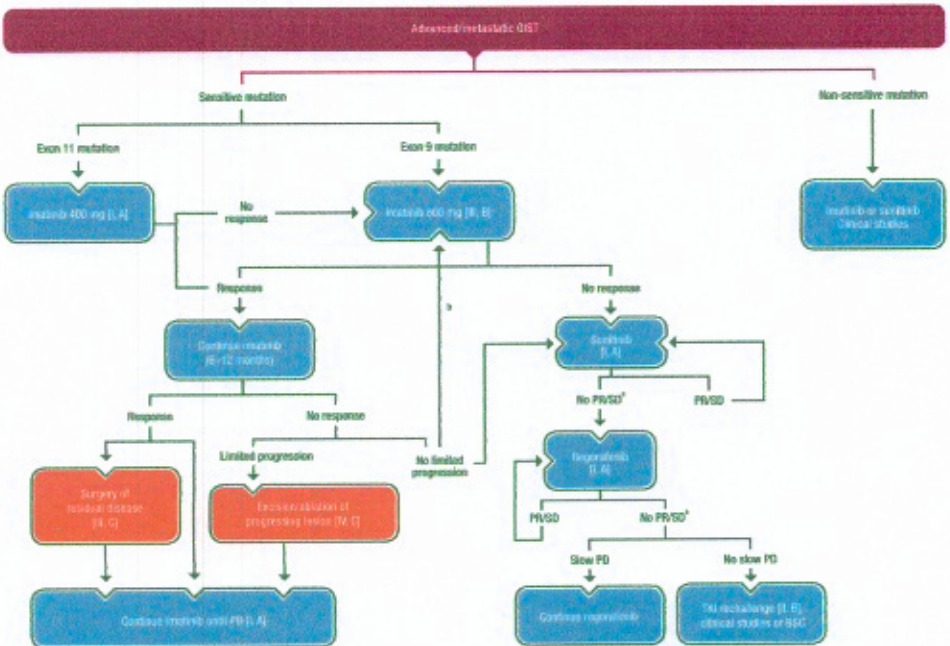 Advanced/metastatic GIST
Sensitive mutation
Non-sensitive mutation
Exon 11 mutation
Exon 9 mutation
Imatinib 400 mg [I, A]
No
response
Imatinib 800 mg [III, B]
Imatinib or sunitinib
Clinical studies
Response
No response
b
Continue imatinib
(6-12 months)
Sunitinib
[I, A]
No PR/SDª
PR/SD
Response
No response
Limited progression
No limited
progression
Regorafenib
[I, A]
Surgery of
residual disease
[III, C]
Excision/ablation of
progressing lesion [IV, C]
PR/SD
No PR/SDª
Slow PD
No slow PD
Continue imatinib until PD [I, A]
Continue regorafenib
TKI rechallenge [II, B],
clinical studies or BSC